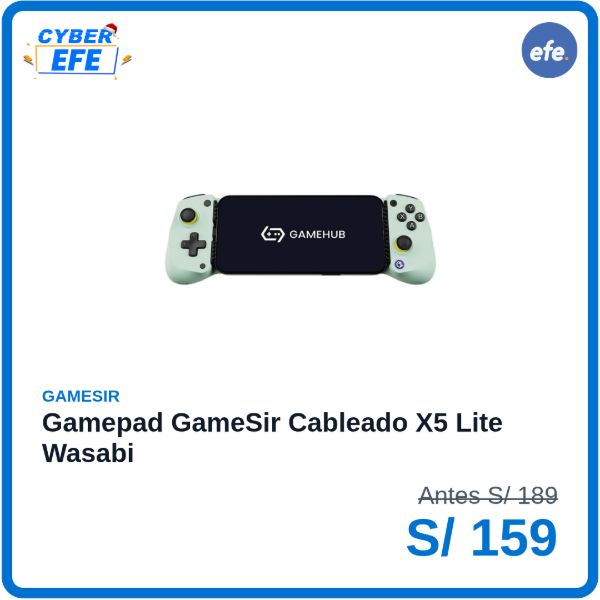 CYBER
EFE
efe.
GAMEHUB
Y
X B
A
GAMESIR
Gamepad GameSir Cableado X5 Lite
Wasabi
Antes S/ 189
S/ 159